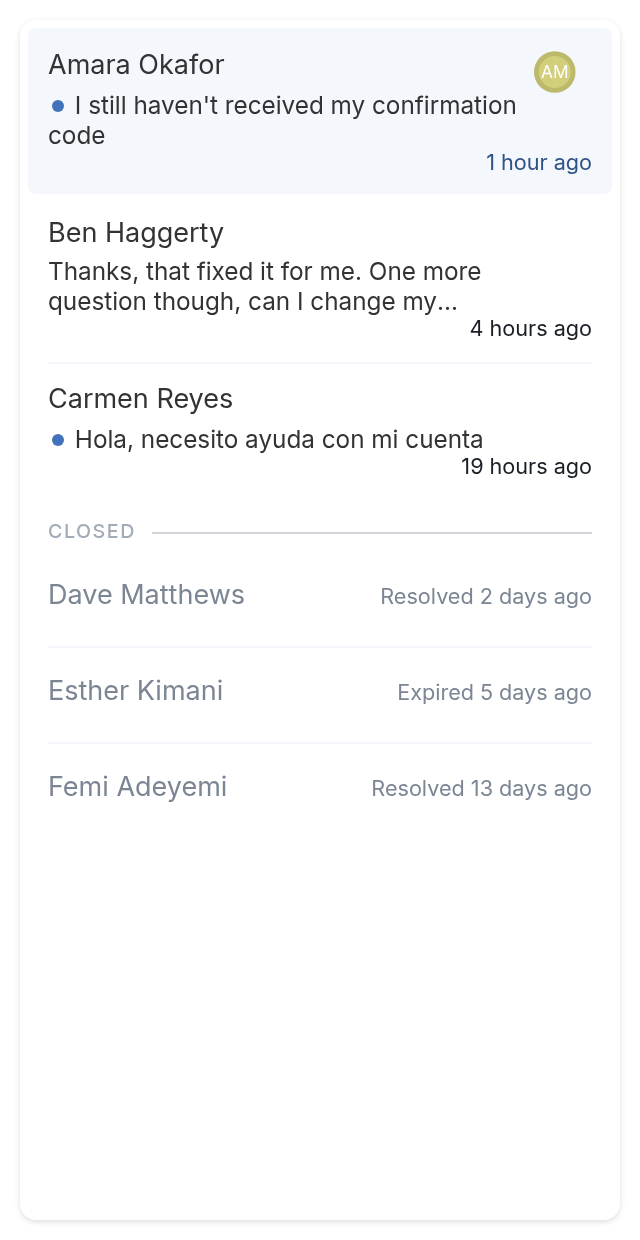 Amara Okafor
AM
I still haven't received my confirmation
code
1 hour ago
Ben Haggerty
Thanks, that fixed it for me. One more
question though, can I change my...
4 hours ago
Carmen Reyes
Hola, necesito ayuda con mi cuenta
19 hours ago
CLOSED
Dave Matthews
Resolved 2 days ago
Esther Kimani
Expired 5 days ago
Femi Adeyemi
Resolved 13 days ago